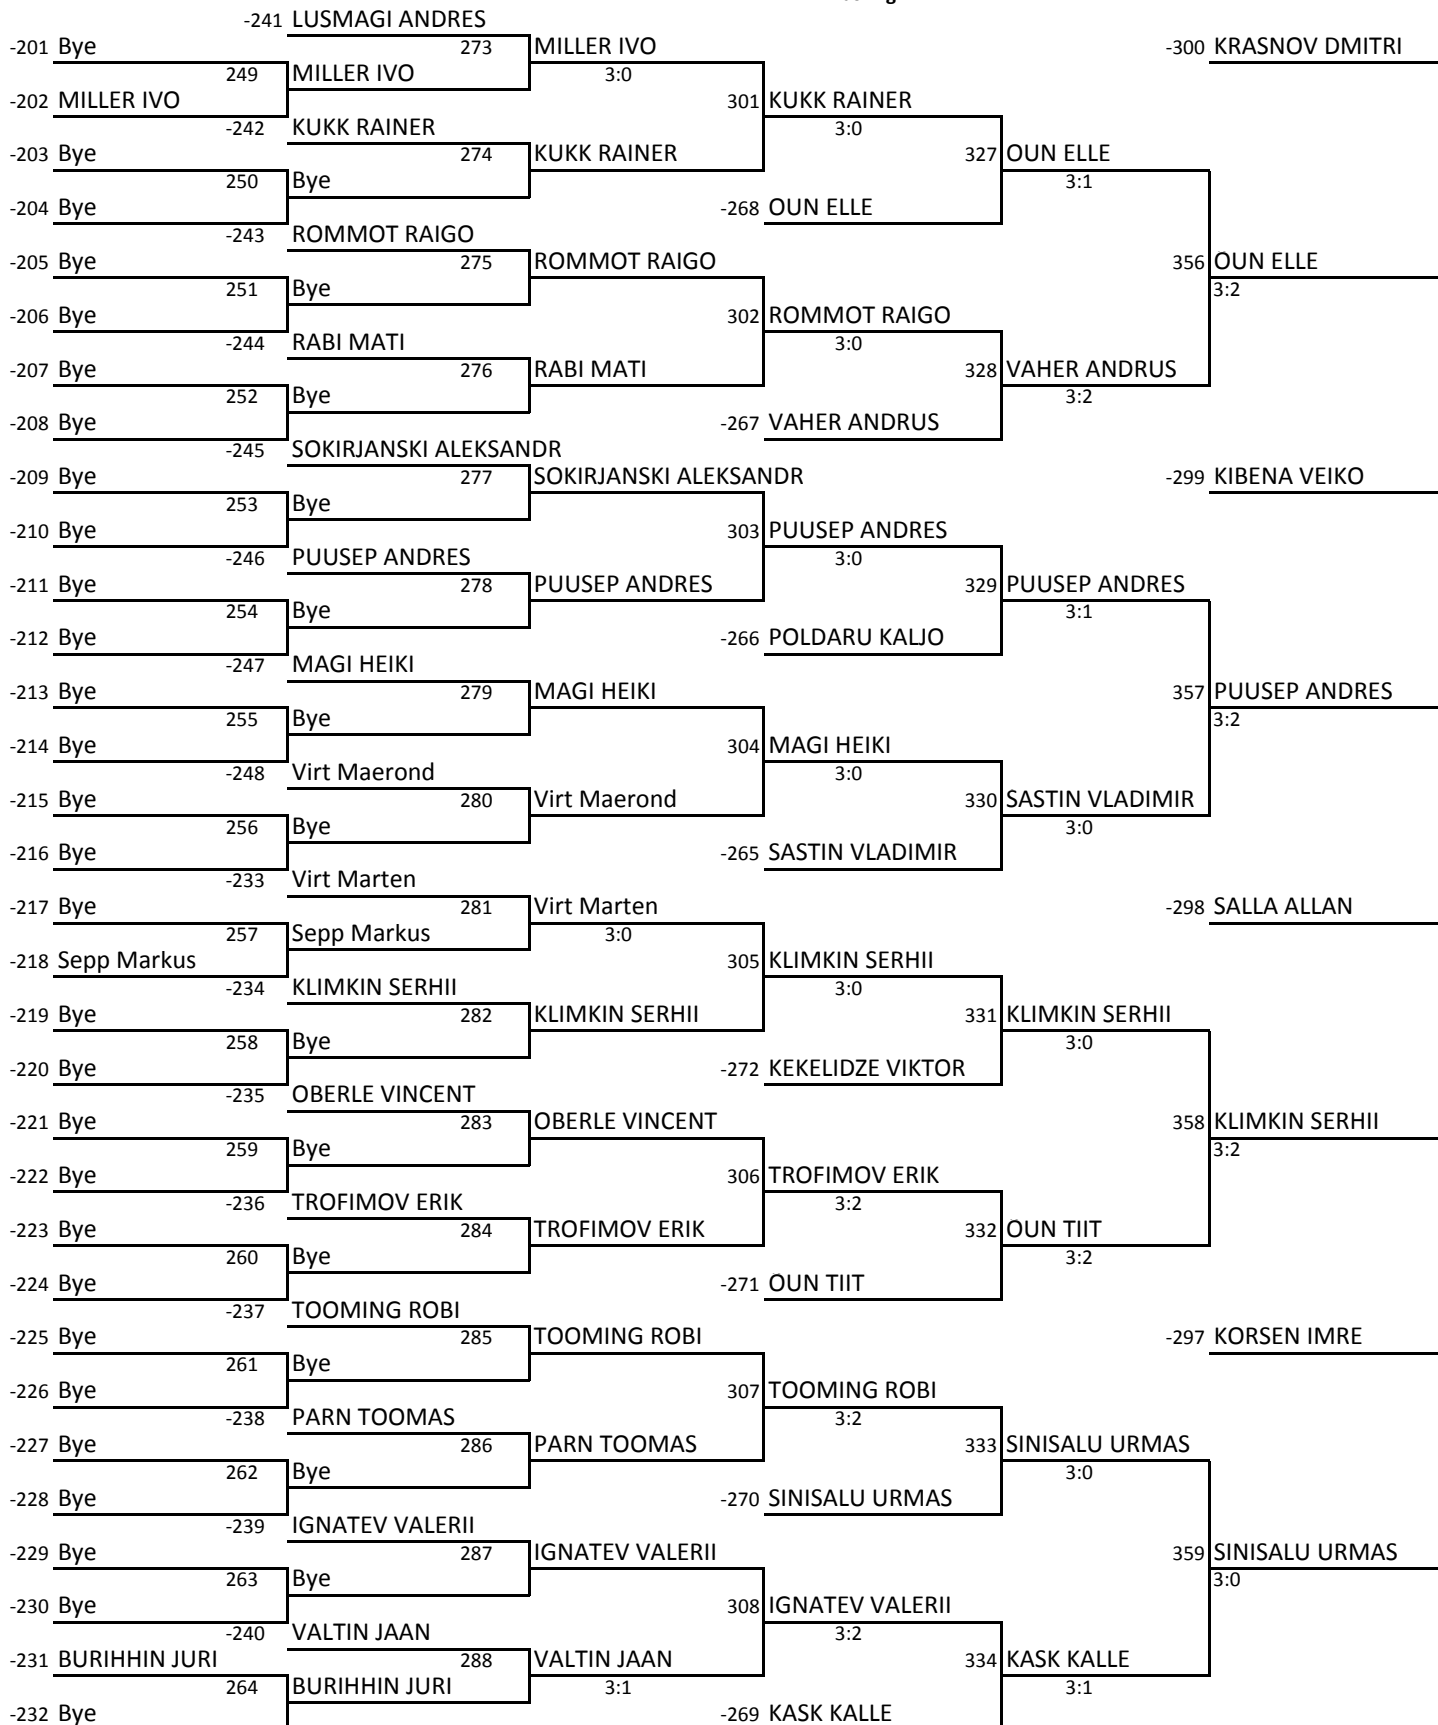 -241 LUSMAGI ANDRES
-201 Bye 273 MILLER IVO -300 KRASNOV DMITRI
249 MILLER IVO 3:0
-202 MILLER IVO 301 KUKK RAINER
-242 KUKK RAINER 3:0
-203 Bye 274 KUKK RAINER 327 OUN ELLE
250 Bye 3:1
-204 Bye -268 OUN ELLE
-243 ROMMOT RAIGO
-205 Bye 275 ROMMOT RAIGO 356 OUN ELLE
251 Bye 3:2
-206 Bye 302 ROMMOT RAIGO
-244 RABI MATI 3:0
-207 Bye 276 RABI MATI 328 VAHER ANDRUS
252 Bye 3:2
-208 Bye -267 VAHER ANDRUS
-245 SOKIRJANSKI ALEKSANDR
-209 Bye 277 SOKIRJANSKI ALEKSANDR -299 KIBENA VEIKO
253 Bye
-210 Bye 303 PUUSEP ANDRES
-246 PUUSEP ANDRES 3:0
-211 Bye 278 PUUSEP ANDRES 329 PUUSEP ANDRES
254 Bye 3:1
-212 Bye -266 POLDARU KALJO
-247 MAGI HEIKI
-213 Bye 279 MAGI HEIKI 357 PUUSEP ANDRES
255 Bye 3:2
-214 Bye 304 MAGI HEIKI
-248 Virt Maerond 3:0
-215 Bye 280 Virt Maerond 330 SASTIN VLADIMIR
256 Bye 3:0
-216 Bye -265 SASTIN VLADIMIR
-233 Virt Marten
-217 Bye 281 Virt Marten -298 SALLA ALLAN
257 Sepp Markus 3:0
-218 Sepp Markus 305 KLIMKIN SERHII
-234 KLIMKIN SERHII 3:0
-219 Bye 282 KLIMKIN SERHII 331 KLIMKIN SERHII
258 Bye 3:0
-220 Bye -272 KEKELIDZE VIKTOR
-235 OBERLE VINCENT
-221 Bye 283 OBERLE VINCENT 358 KLIMKIN SERHII
259 Bye 3:2
-222 Bye 306 TROFIMOV ERIK
-236 TROFIMOV ERIK 3:2
-223 Bye 284 TROFIMOV ERIK 332 OUN TIIT
260 Bye 3:2
-224 Bye -271 OUN TIIT
-237 TOOMING ROBI
-225 Bye 285 TOOMING ROBI -297 KORSEN IMRE
261 Bye
-226 Bye 307 TOOMING ROBI
-238 PARN TOOMAS 3:2
-227 Bye 286 PARN TOOMAS 333 SINISALU URMAS
262 Bye 3:0
-228 Bye -270 SINISALU URMAS
-239 IGNATEV VALERII
-229 Bye 287 IGNATEV VALERII 359 SINISALU URMAS
263 Bye 3:0
-230 Bye 308 IGNATEV VALERII
-240 VALTIN JAAN 3:2
-231 BURIHHIN JURI 288 VALTIN JAAN 334 KASK KALLE
264 BURIHHIN JURI 3:1 3:1
-232 Bye -269 KASK KALLE